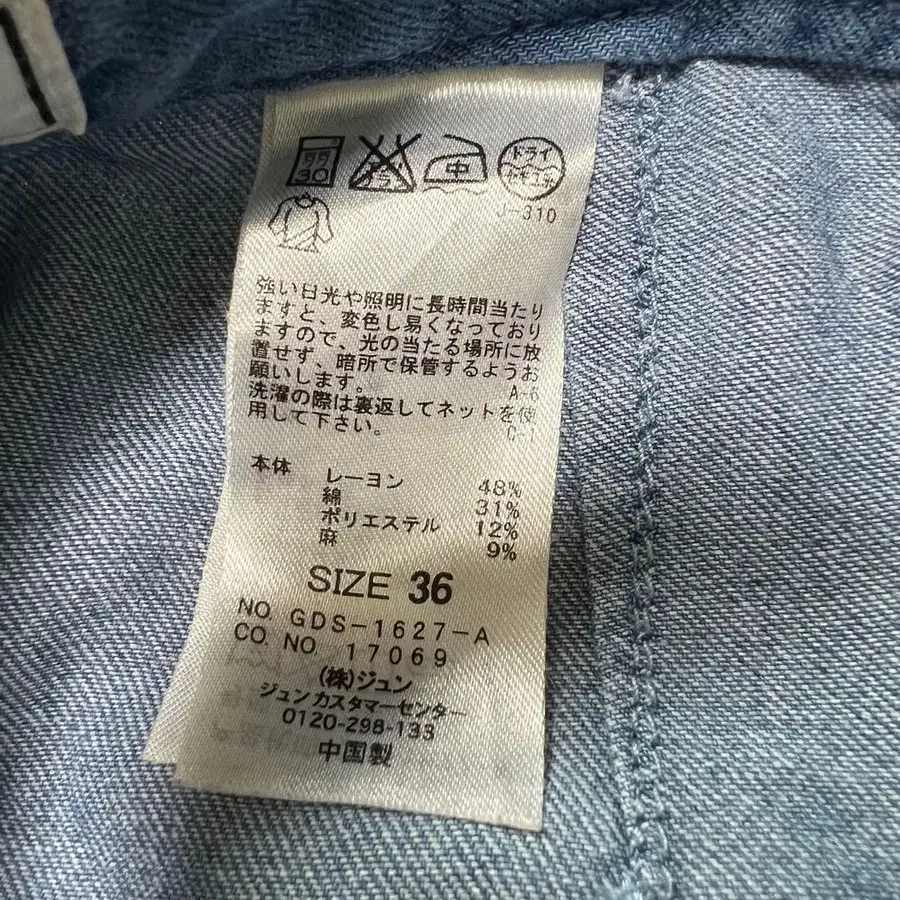 弱
30
中
ドライ
J-310
強い日光や照明に長時間当たり
ますと、変色し易くなっており
ますので、光の当たる場所に放
置せず、暗所で保管するようお
願いします。
A-6
洗濯の際は裏返してネットを使
用して下さい。
C-1
本体 レーヨン 48%
綿 31%
ポリエステル 12%
麻 9%
SIZE 36
NO. GDS-1627-A
CO. NO. 17069
(株)ジュン
ジュンカスタマーセンター
0120-298-133
中国製